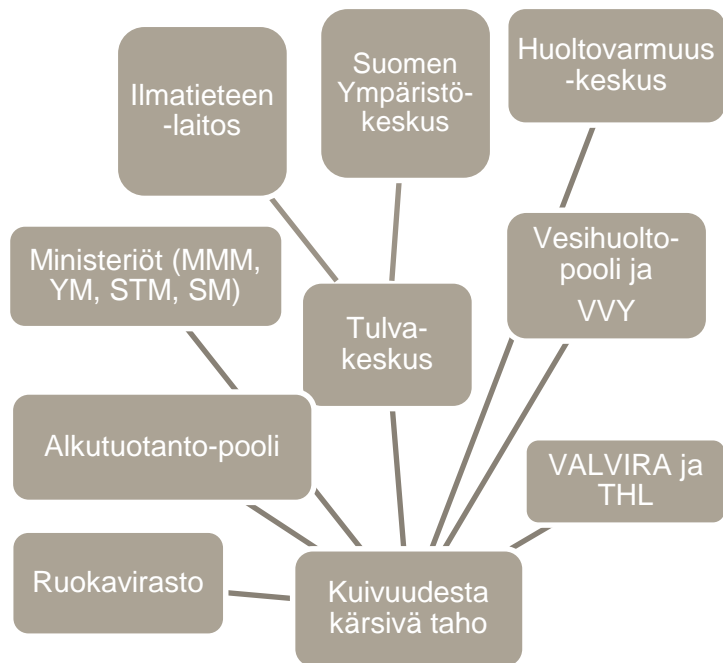 Ilmatieteen
-laitos
Suomen
Ympäristö-
keskus
Huoltovarmuus
-keskus
Ministeriöt (MMM,
YM, STM, SM)
Tulva-
keskus
Vesihuolto-
pooli ja
VVY
Alkutuotanto-pooli
VALVIRA ja
THL
Ruokavirasto
Kuivuudesta
kärsivä taho